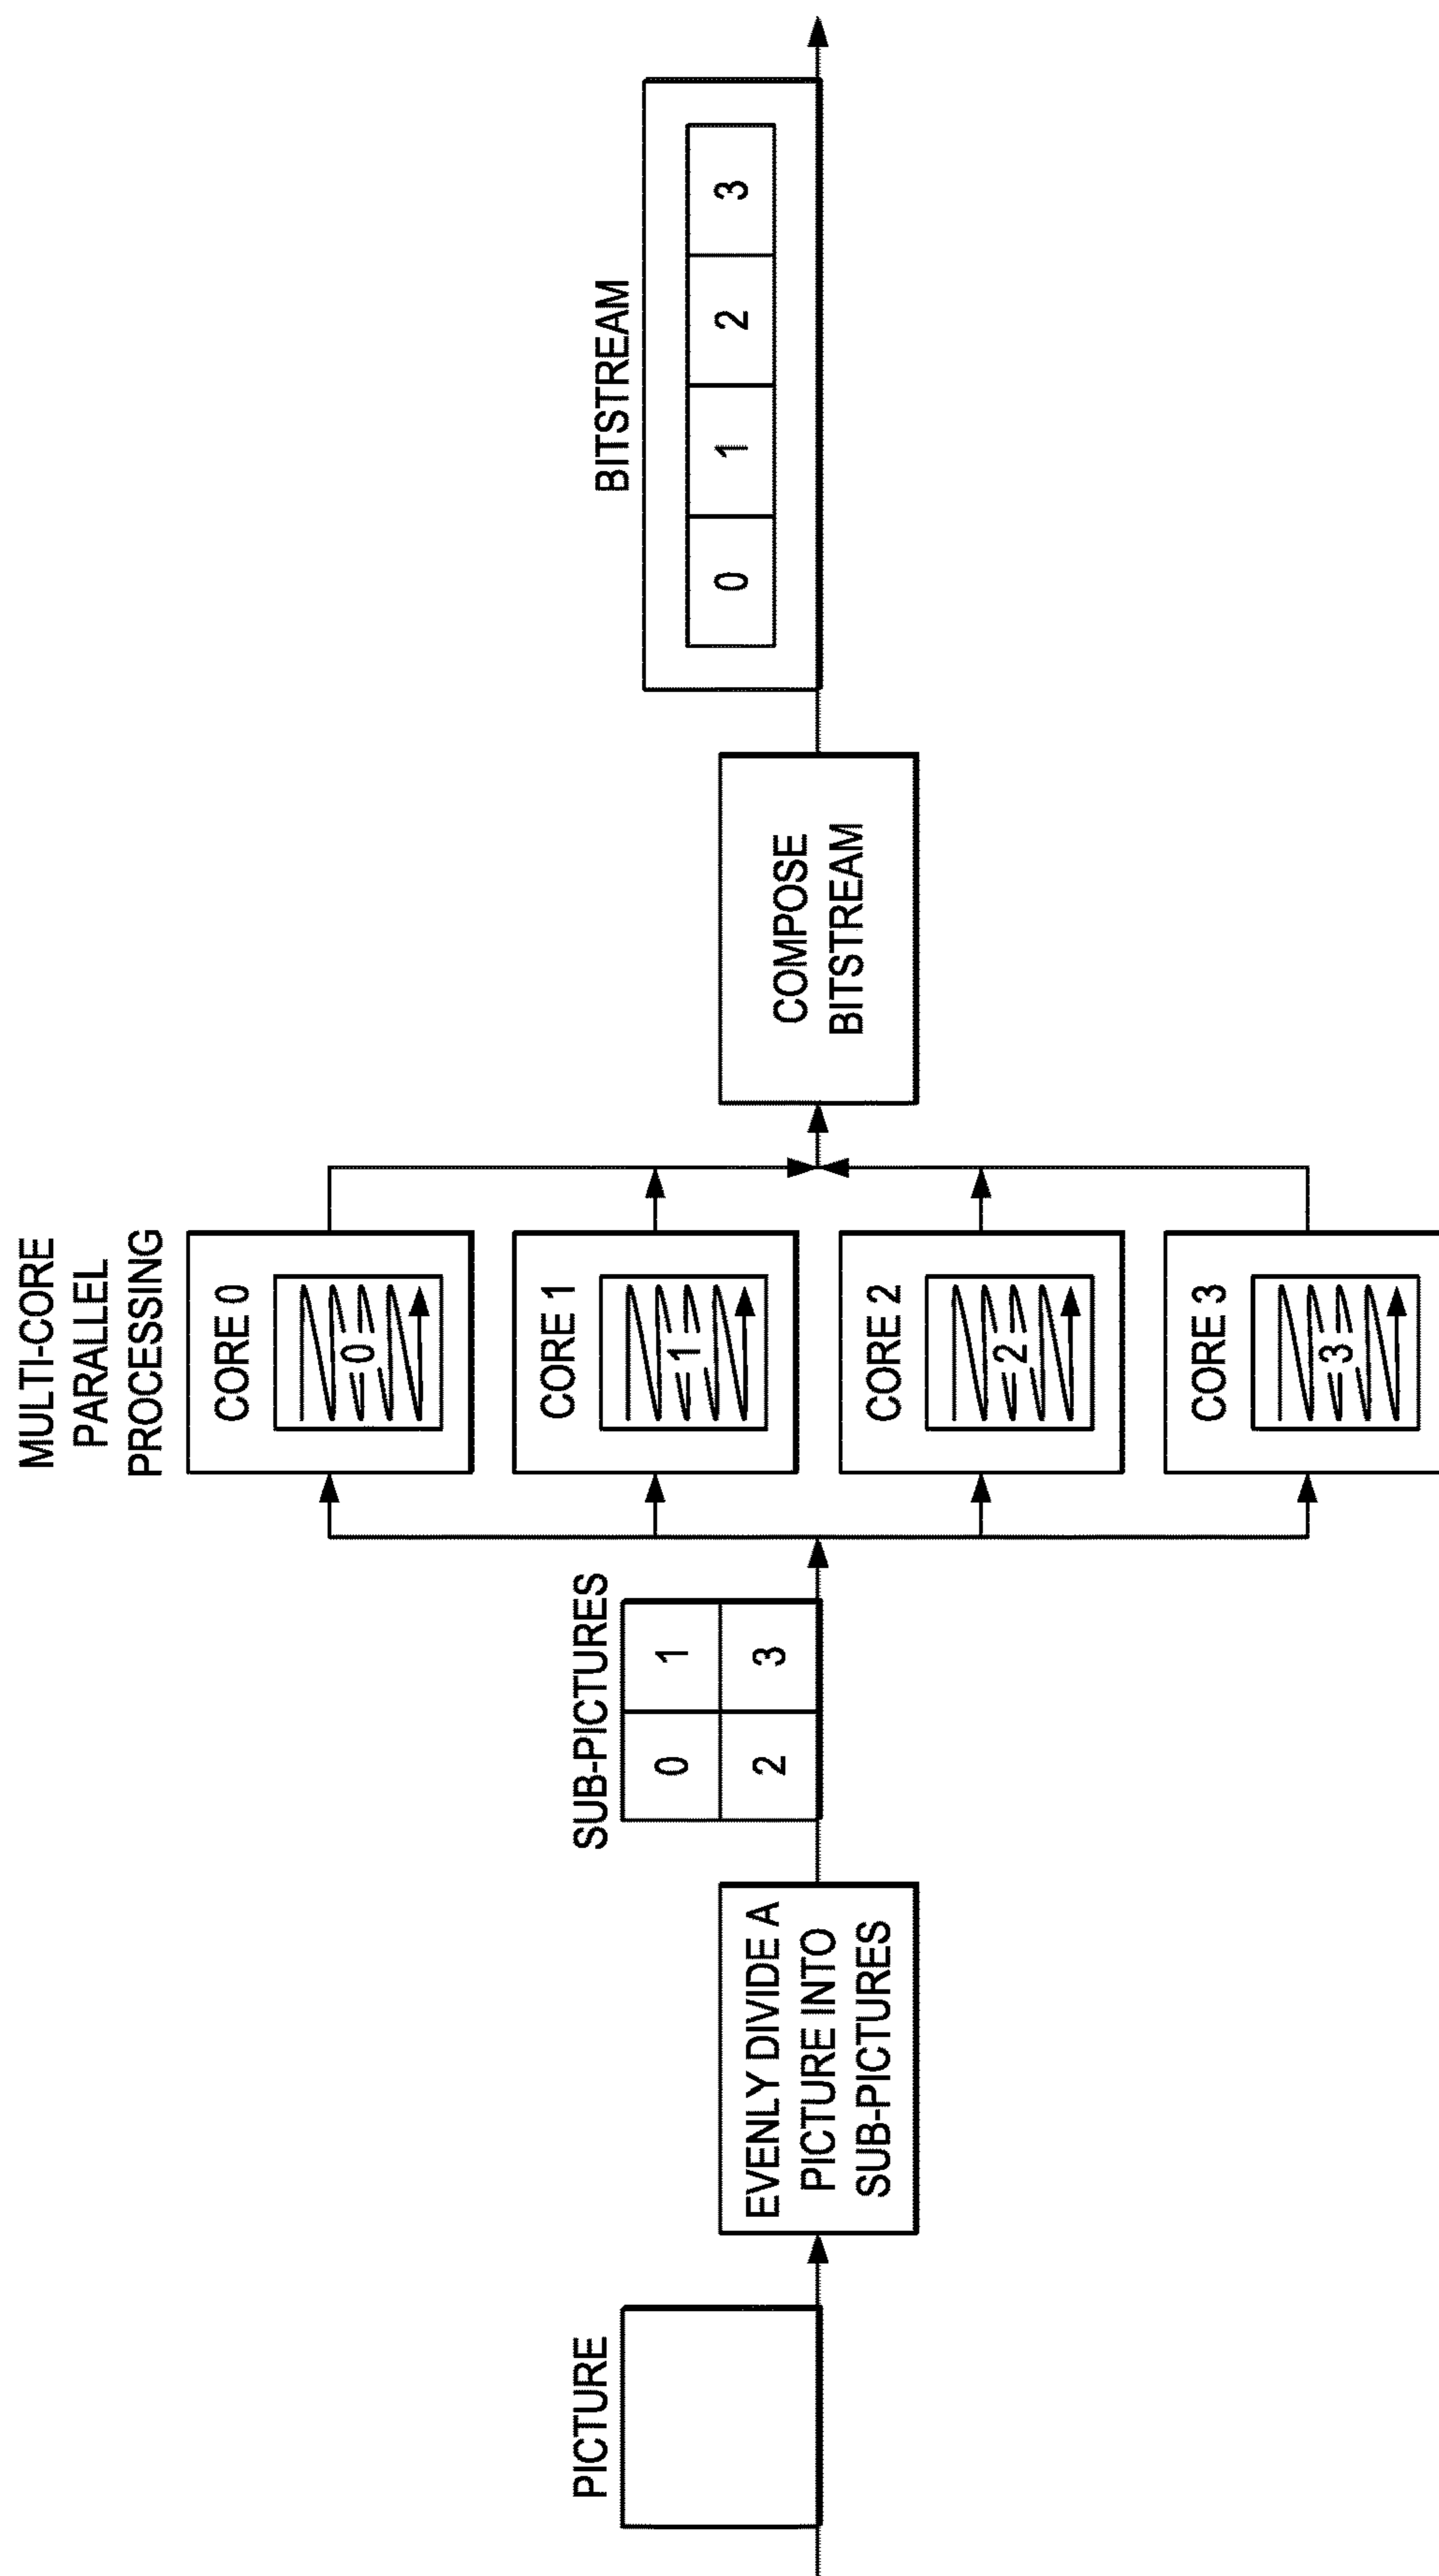 PICTURE
EVENLY DIVIDE A
PICTURE INTO
SUB-PICTURES
SUB-PICTURES
0 1
2 3
MULTI-CORE
PARALLEL
PROCESSING
CORE 0
0
CORE 1
1
CORE 2
2
CORE 3
3
COMPOSE
BITSTREAM
BITSTREAM
0 1 2 3